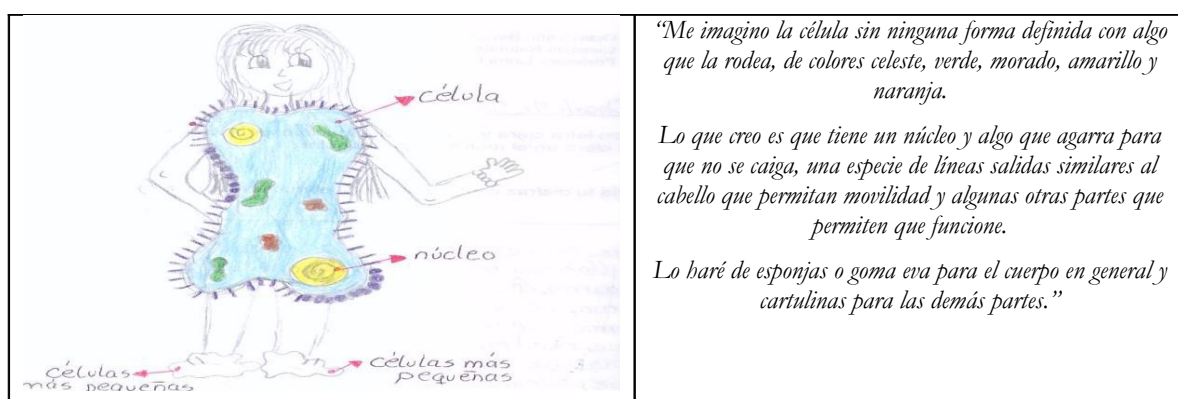 célula
núcleo
células
más pequeñas
células más
pequeñas
“Me imagino la célula sin ninguna forma definida con algo
que la rodea, de colores celeste, verde, morado, amarillo y
naranja.
Lo que creo es que tiene un núcleo y algo que agarra para
que no se caiga, una especie de líneas salidas similares al
cabello que permitan movilidad y algunas otras partes que
permiten que funcione.
Lo haré de esponjas o goma eva para el cuerpo en general y
cartulinas para las demás partes.”